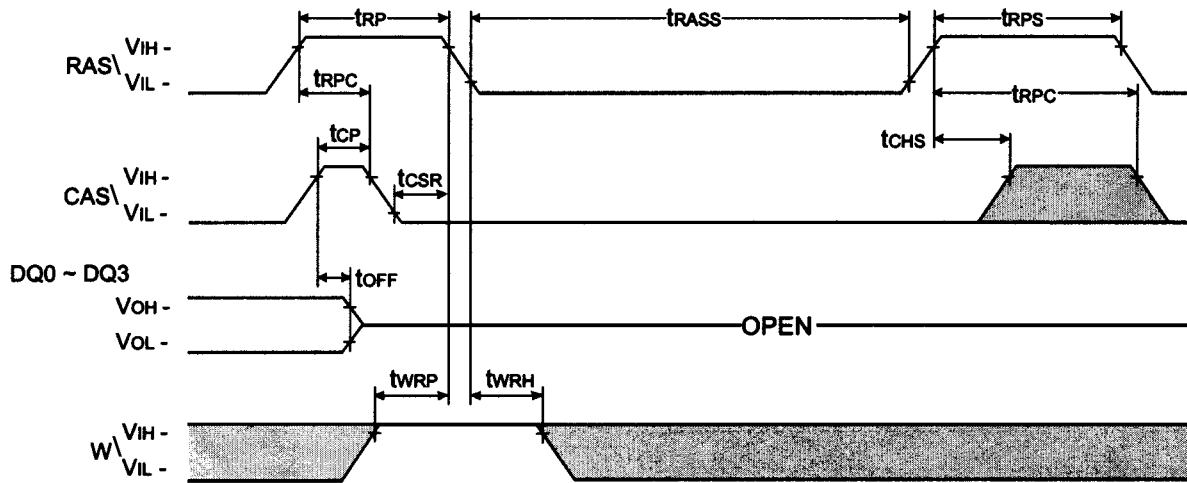 tRP
tRASS
tRPS
RAS\
VIH -
VIL -
tRPC
tRPC
tCP
tCHS
CAS\
VIH -
VIL -
tCSR
DQ0 ~ DQ3
tOFF
VOH -
VOL -
OPEN
tWRP
tWRH
W\
VIH -
VIL -